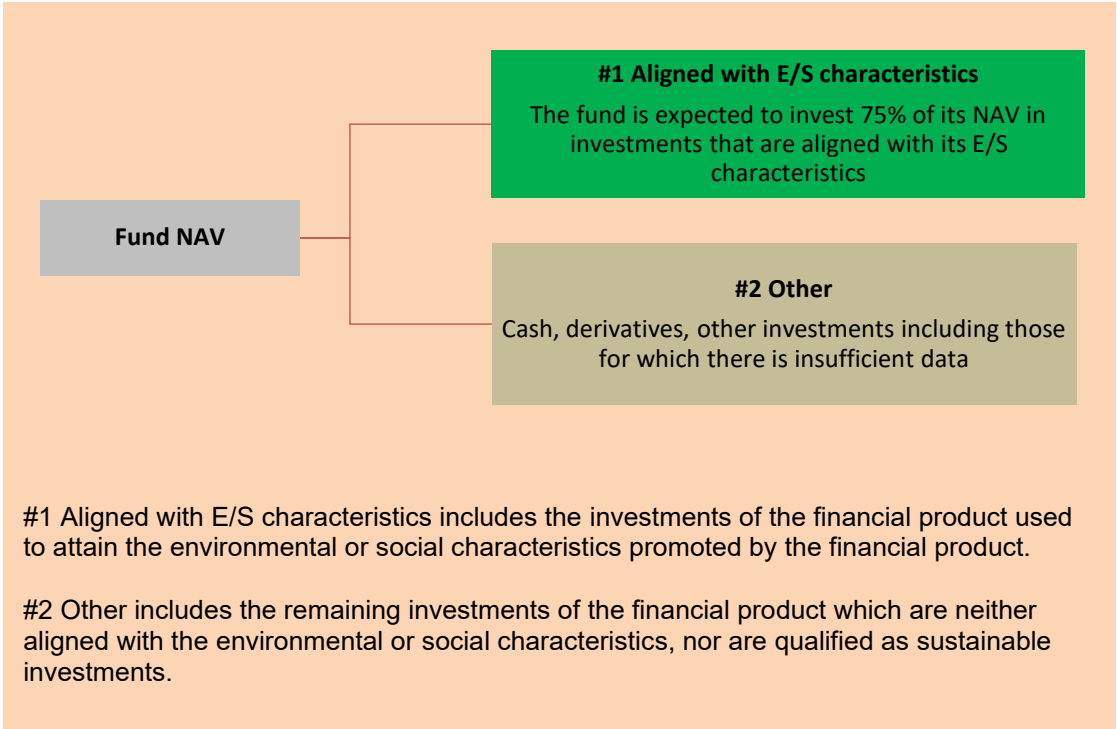 #1 Aligned with E/S characteristics
The fund is expected to invest 75% of its NAV in
investments that are aligned with its E/S
characteristics
Fund NAV
#2 Other
Cash, derivatives, other investments including those
for which there is insufficient data
#1 Aligned with E/S characteristics includes the investments of the financial product used
to attain the environmental or social characteristics promoted by the financial product.
#2 Other includes the remaining investments of the financial product which are neither
aligned with the environmental or social characteristics, nor are qualified as sustainable
investments.